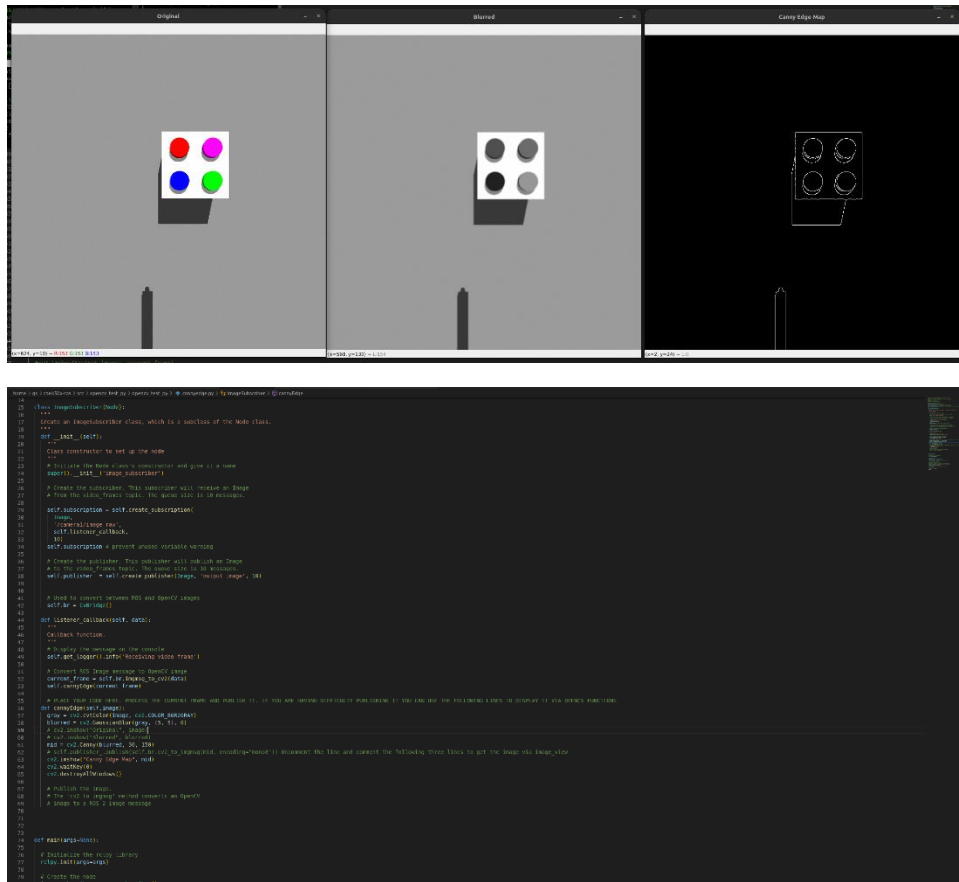 Original
Blurred
Canny Edge Map
class ImageSubscriber(Node):
"""
Create an ImageSubscriber class, which is a subclass of the Node class.
"""
def __init__(self):
"""
Class constructor to set up the node
"""
# Initiate the Node class's constructor and give it a name
super().__init__('image_subscriber')
# Create the subscriber. This subscriber will receive an Image
# from the video_frames topic. The queue size is 10 messages.
self.subscription = self.create_subscription(
Image,
'/camera1/image_raw',
self.listener_callback,
10)
self.subscription # prevent unused variable warning
# Create the publisher. This publisher will publish an Image
# to the video_frames topic. The queue size is 10 messages.
self.publisher_ = self.create_publisher(Image, 'output_image', 10)
# Used to convert between ROS and OpenCV images
self.br = CvBridge()
def listener_callback(self, data):
"""
Callback function.
"""
# Display the message on the console
self.get_logger().info('Receiving video frame')
# Convert ROS Image message to OpenCV image
current_frame = self.br.imgmsg_to_cv2(data)
self.cannyEdge(current_frame)
def cannyEdge(self,image):
gray = cv2.cvtColor(image, cv2.COLOR_BGR2GRAY)
blurred = cv2.GaussianBlur(gray, (5, 5), 0)
# cv2.imshow("Original", image)
# cv2.imshow("Blurred", blurred)
mid = cv2.Canny(blurred, 30, 150)
cv2.imshow("Canny Edge Map", mid)
cv2.waitKey(0)
cv2.destroyAllWindows()
# Publish the image.
# The 'cv2_to_imgmsg' method converts an OpenCV
# image to a ROS 2 image message
def main(args=None):
# Initialize the rclpy library
rclpy.init(args=args)
# Create the node